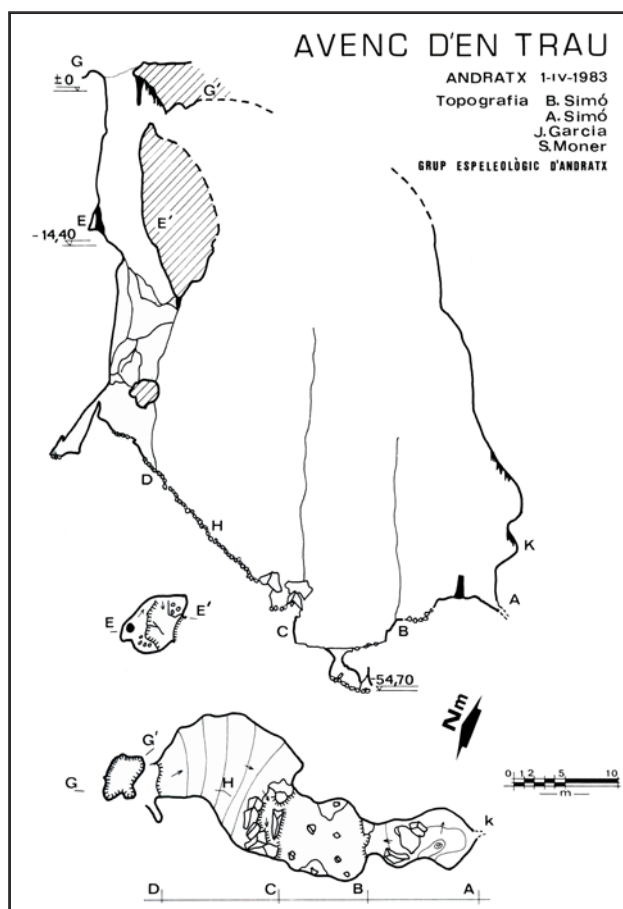 AVENC D'EN TRAU
ANDRATX 1-IV-1983
Topografia B. Simó
A. Simó
J. Garcia
S. Moner
GRUP ESPELEOLÒGIC D'ANDRATX
G
±0
G'
E
E'
-14,40
D
H
K
A
C
B
-54,70
E
E'
Nm
G'
G
H
k
0 1 2 5 10
m
D C B A